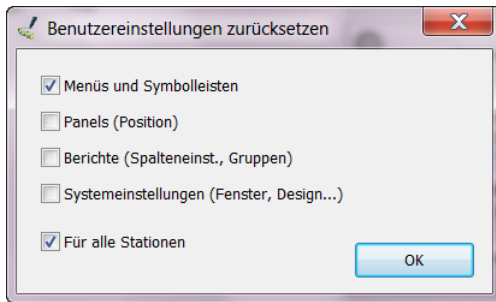 Benutzereinstellungen zurücksetzen
Menüs und Symbolleisten
Panels (Position)
Berichte (Spalteneinst., Gruppen)
Systemeinstellungen (Fenster, Design...)
Für alle Stationen
OK